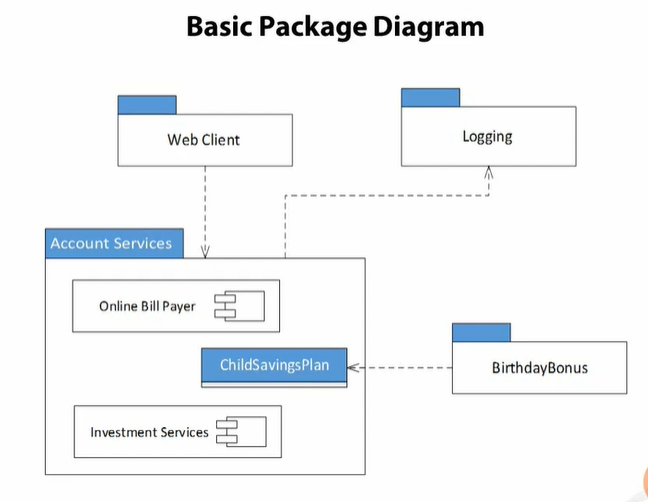 Basic Package Diagram
Web Client
Logging
Account Services
Online Bill Payer
ChildSavingsPlan
BirthdayBonus
Investment Services